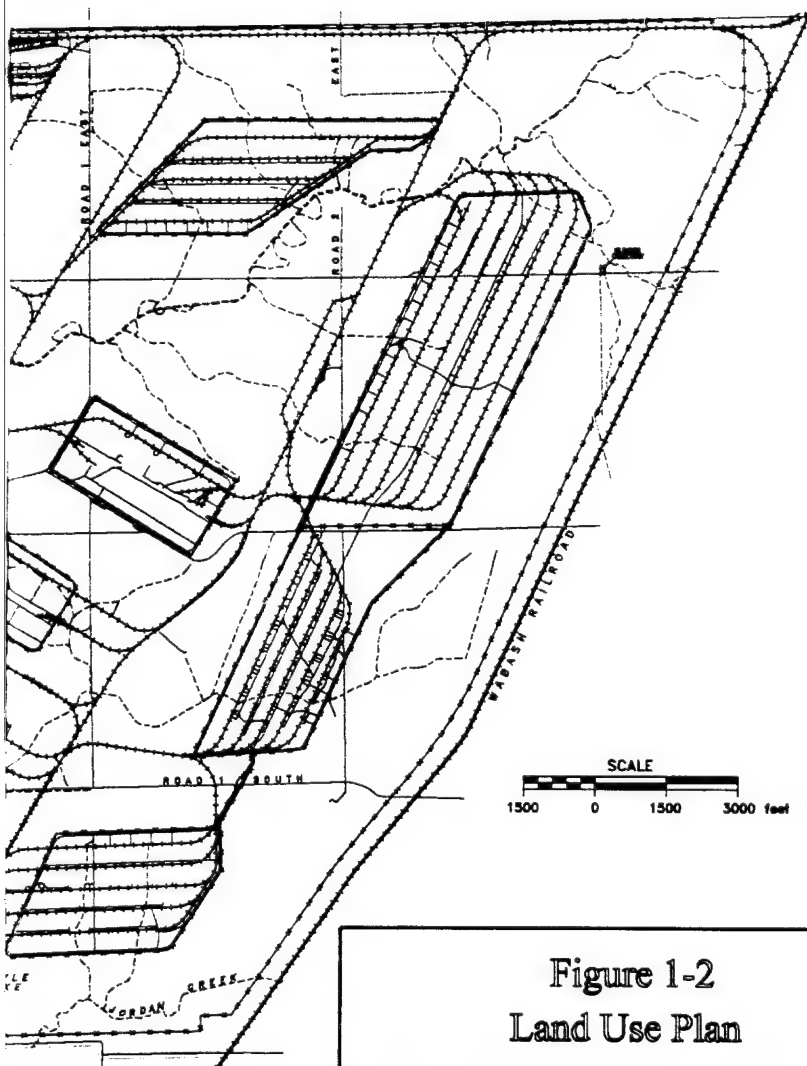 EAST
ROAD 1 EAST
ROAD 2
WABASH RAILROAD
SCALE
1500 0 1500 3000 feet
ROAD 1 SOUTH
JORDAN CREEK
Figure 1-2
Land Use Plan